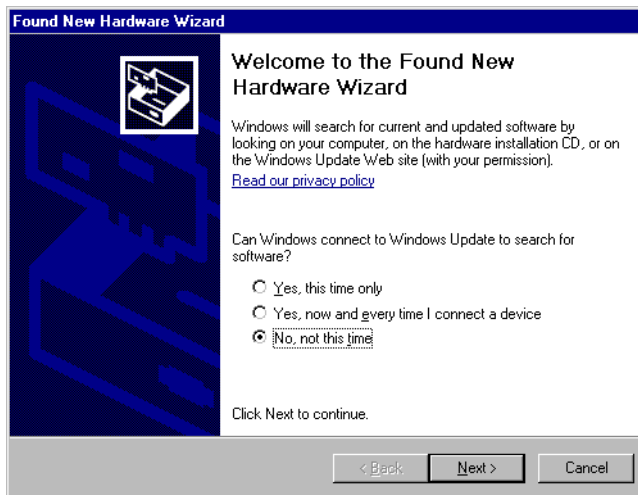 Found New Hardware Wizard
Welcome to the Found New
Hardware Wizard
Windows will search for current and updated software by
looking on your computer, on the hardware installation CD, or on
the Windows Update Web site (with your permission).
Read our privacy policy
Can Windows connect to Windows Update to search for
software?
Yes, this time only
Yes, now and every time I connect a device
No, not this time
Click Next to continue.
< Back Next > Cancel